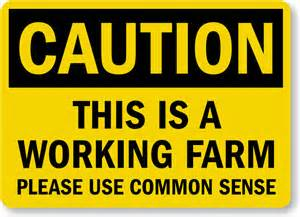 CAUTION
THIS IS A
WORKING FARM
PLEASE USE COMMON SENSE